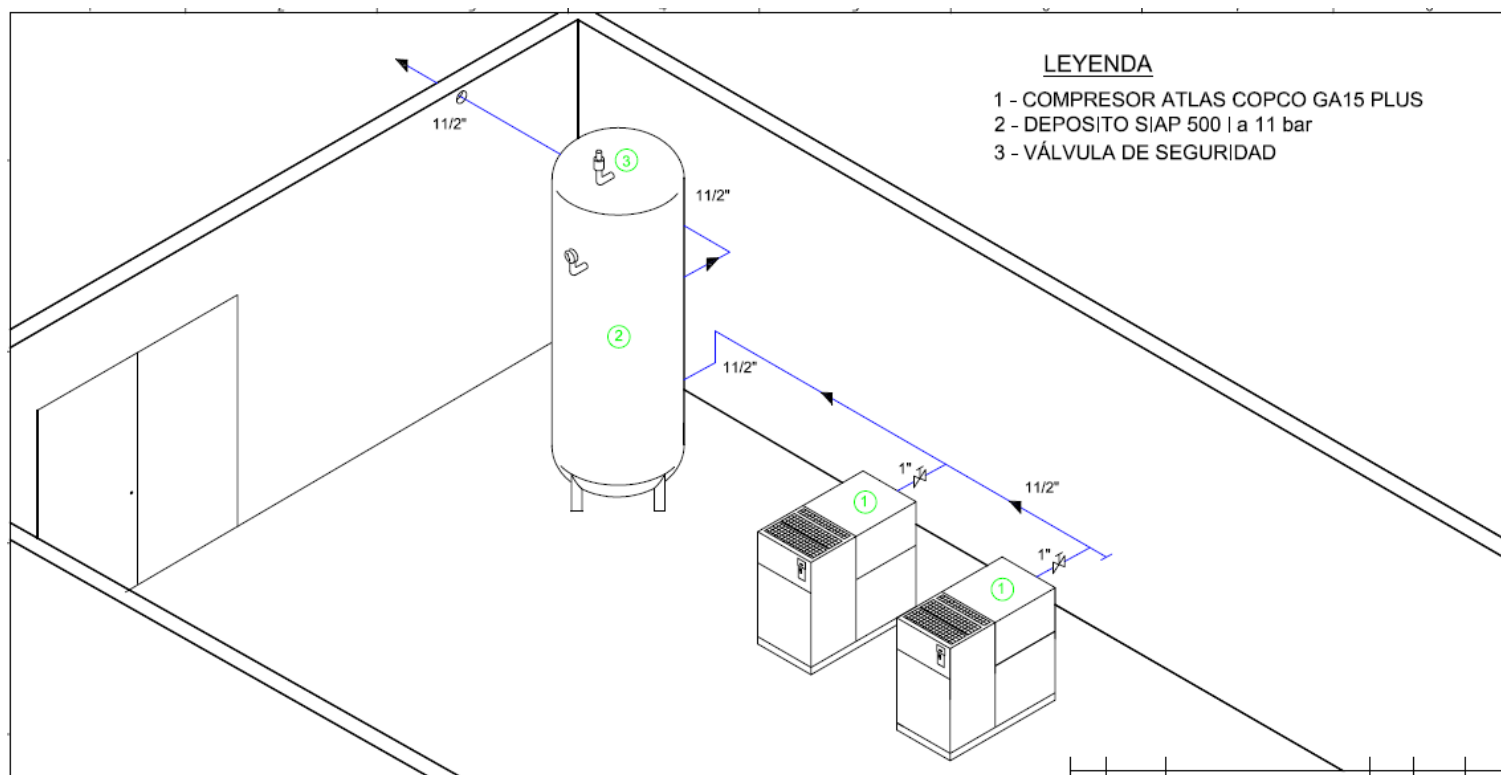 LEYENDA
1 - COMPRESOR ATLAS COPCO GA15 PLUS
2 - DEPOSITO SIAP 500 l a 11 bar
3 - VÁLVULA DE SEGURIDAD
11/2"
3
11/2"
2
11/2"
1"
1
11/2"
1"
1